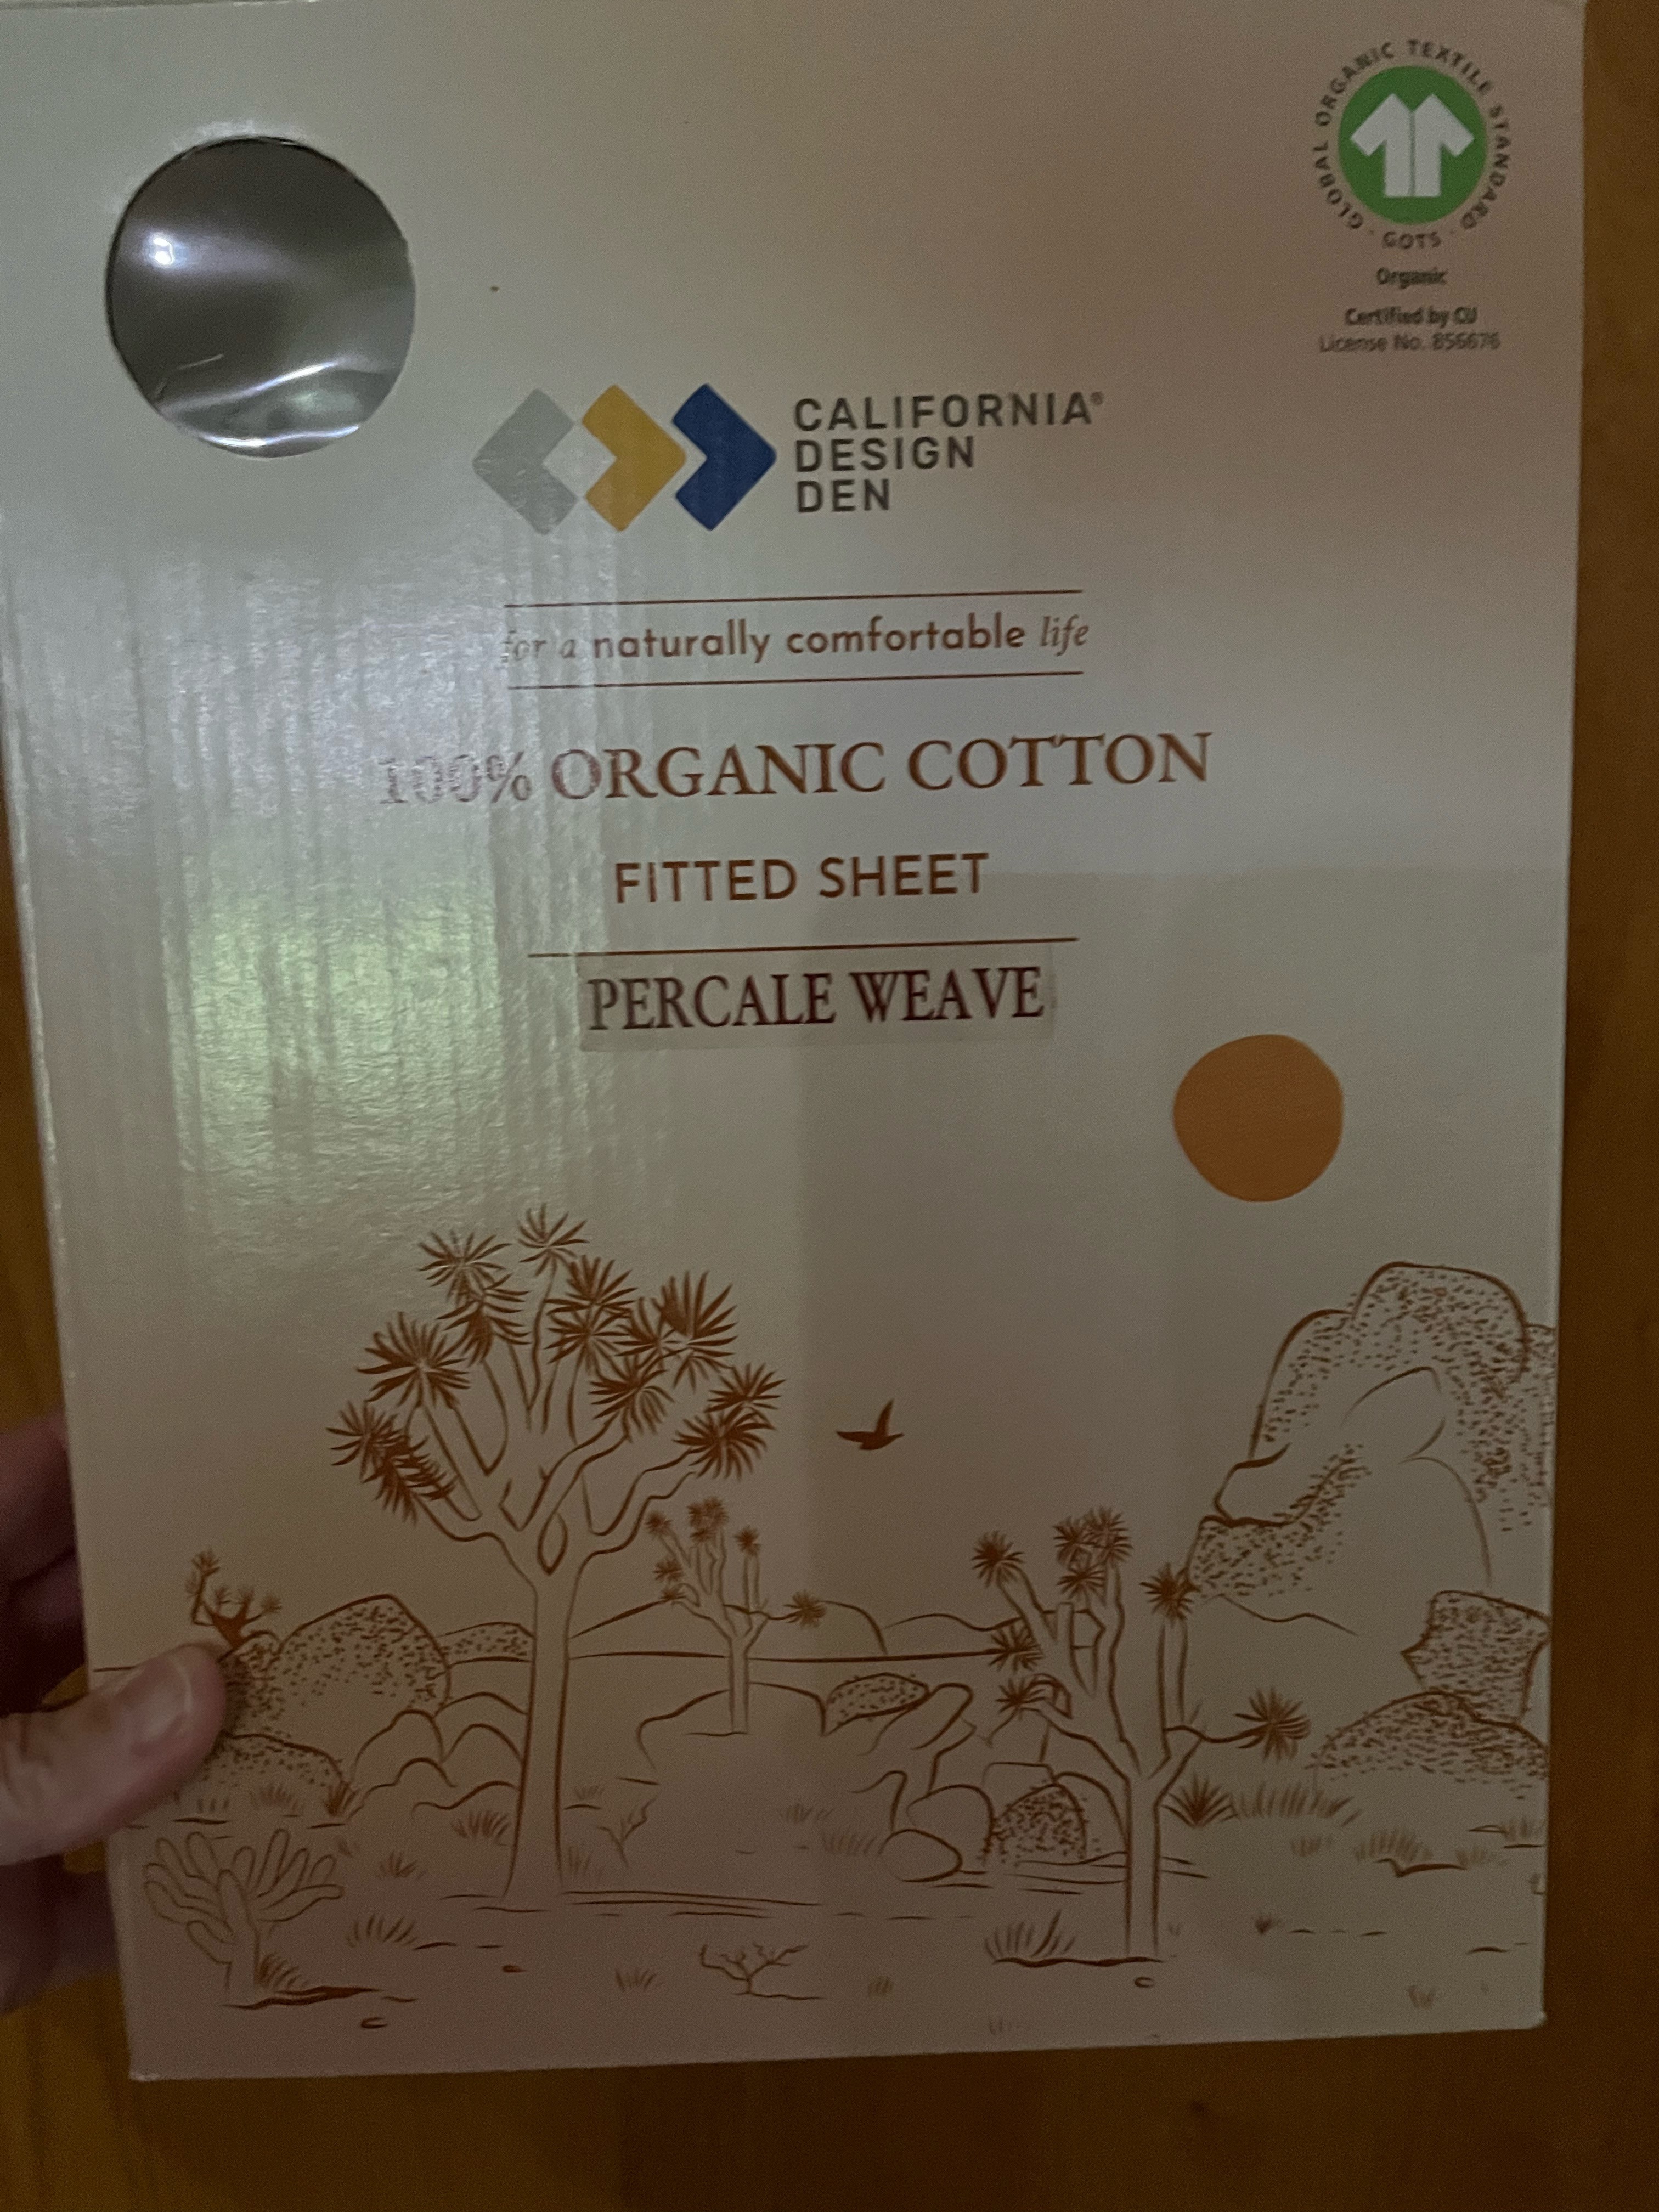 GLOBAL ORGANIC TEXTILE STANDARD · GOTS ·
Organic
Certified by CU
License No. 856676
CALIFORNIA®
DESIGN
DEN
for a naturally comfortable life
100% ORGANIC COTTON
FITTED SHEET
PERCALE WEAVE